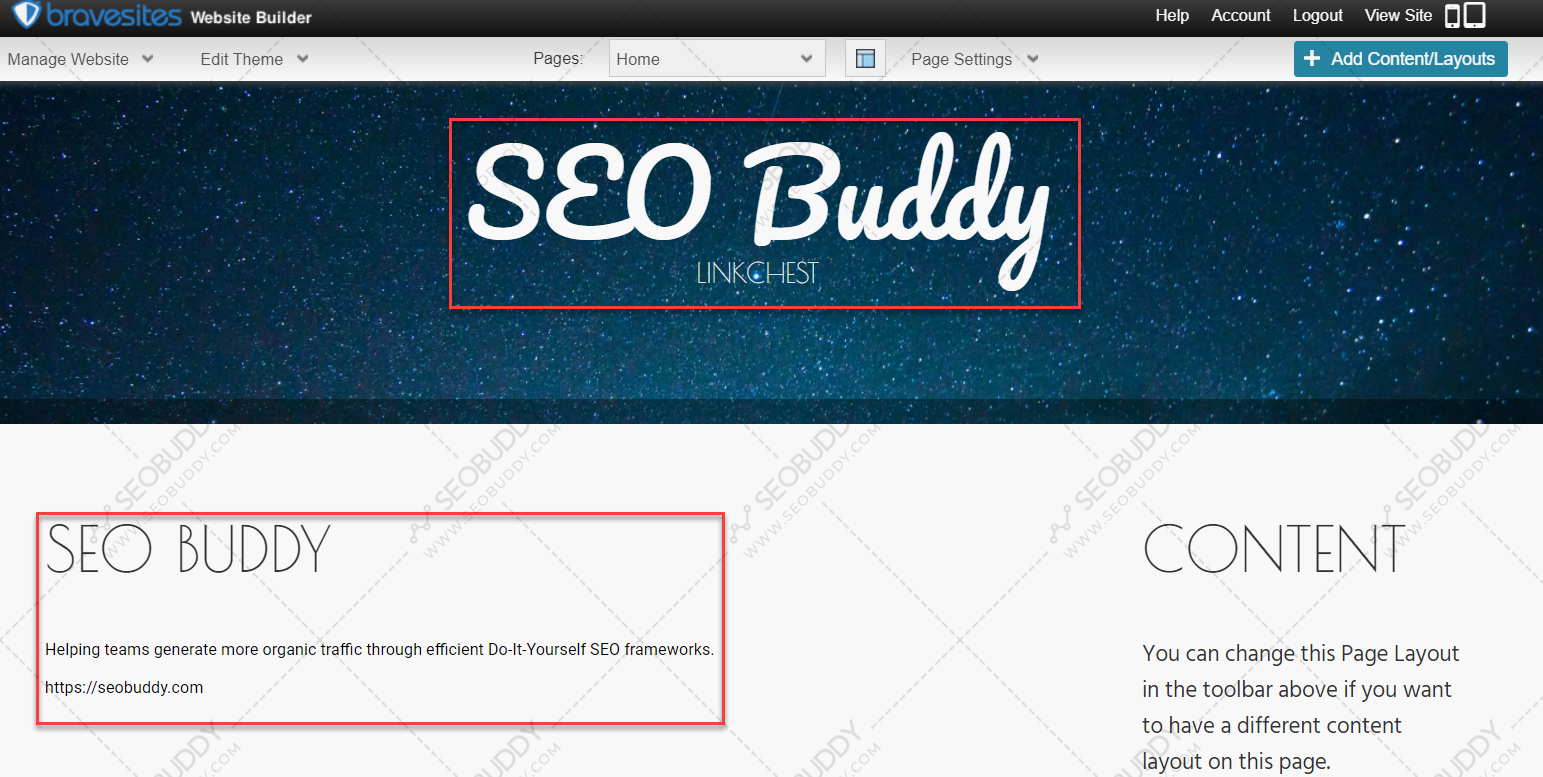 bravesites Website Builder
Help Account Logout View Site
Manage Website Edit Theme Pages: Home Page Settings + Add Content/Layouts
SEO Buddy
LINKCHEST
SEO BUDDY
Helping teams generate more organic traffic through efficient Do-It-Yourself SEO frameworks.
https://seobuddy.com
CONTENT
You can change this Page Layout
in the toolbar above if you want
to have a different content
layout on this page.
SEOBUDDY
WWW.SEOBUDDY.COM